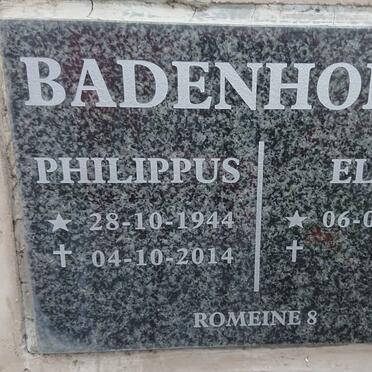 BADENHO
PHILIPPUS EL
★ 28-10-1944 ★ 06-0
✝ 04-10-2014 ✝
ROMEINE 8